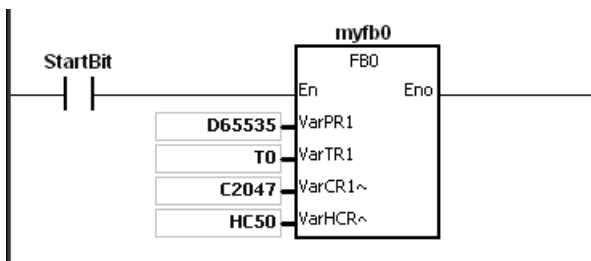 myfb0
StartBit
FB0
En Eno
D65535 VarPR1
T0 VarTR1
C2047 VarCR1~
HC50 VarHCR~